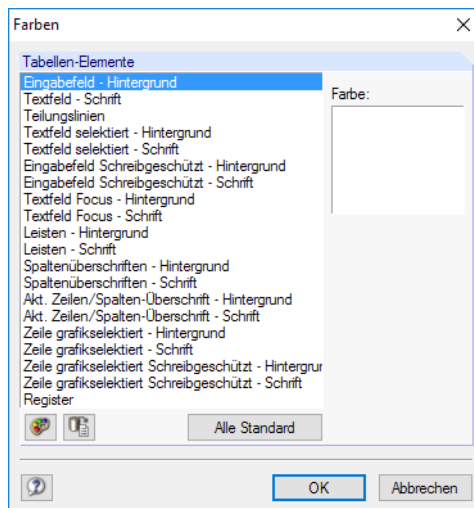 Farben
Tabellen-Elemente
Eingabefeld - Hintergrund
Textfeld - Schrift
Teilungslinien
Textfeld selektiert - Hintergrund
Textfeld selektiert - Schrift
Eingabefeld Schreibgeschützt - Hintergrund
Eingabefeld Schreibgeschützt - Schrift
Textfeld Focus - Hintergrund
Textfeld Focus - Schrift
Leisten - Hintergrund
Leisten - Schrift
Spaltenüberschriften - Hintergrund
Spaltenüberschriften - Schrift
Akt. Zeilen/Spalten-Überschrift - Hintergrund
Akt. Zeilen/Spalten-Überschrift - Schrift
Zeile grafikselektiert - Hintergrund
Zeile grafikselektiert - Schrift
Zeile grafikselektiert Schreibgeschützt - Hintergrun
Zeile grafikselektiert Schreibgeschützt - Schrift
Register
Farbe:
Alle Standard
OK
Abbrechen